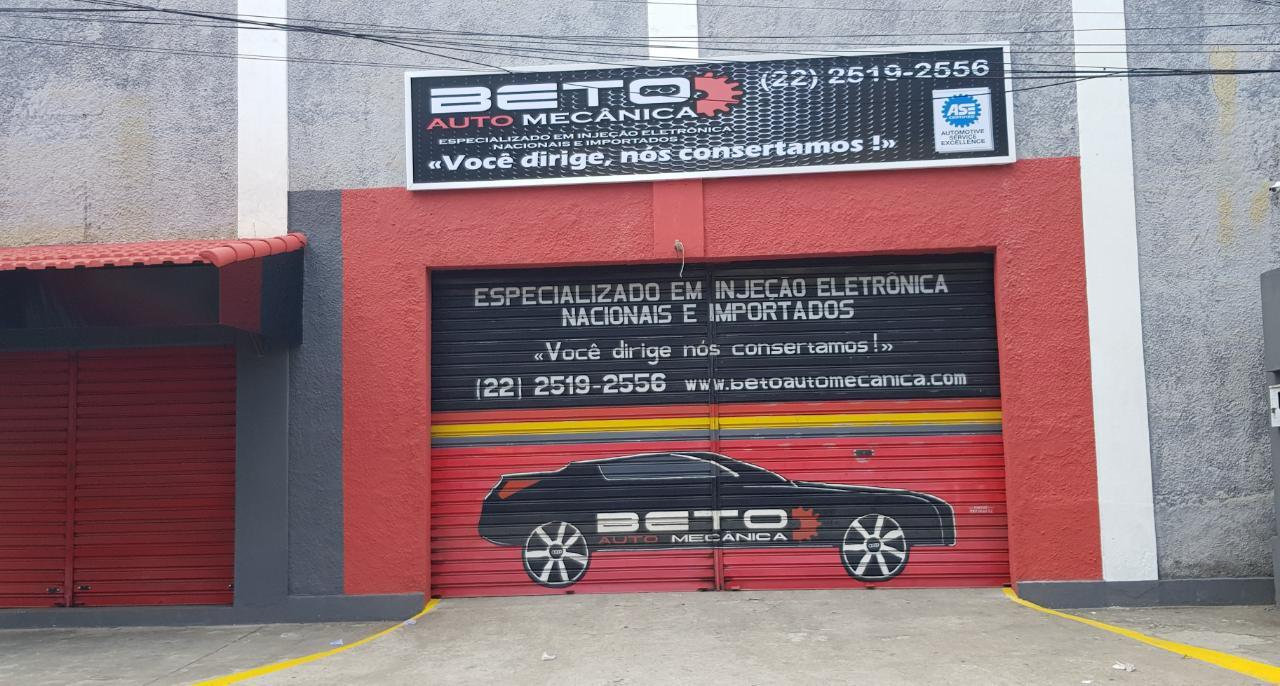 BETO
(22) 2519-2556
AUTO MECÂNICA
ESPECIALIZADO EM INJEÇÃO ELETRÔNICA
NACIONAIS E IMPORTADOS
«Você dirige, nós consertamos !»
ASE
CERTIFIED
AUTOMOTIVE
SERVICE
EXCELLENCE
ESPECIALIZADO EM INJEÇÃO ELETRÔNICA
NACIONAIS E IMPORTADOS
«Você dirige nós consertamos!»
(22) 2519-2556 www.betoautomecanica.com
BETO
AUTO MECÂNICA